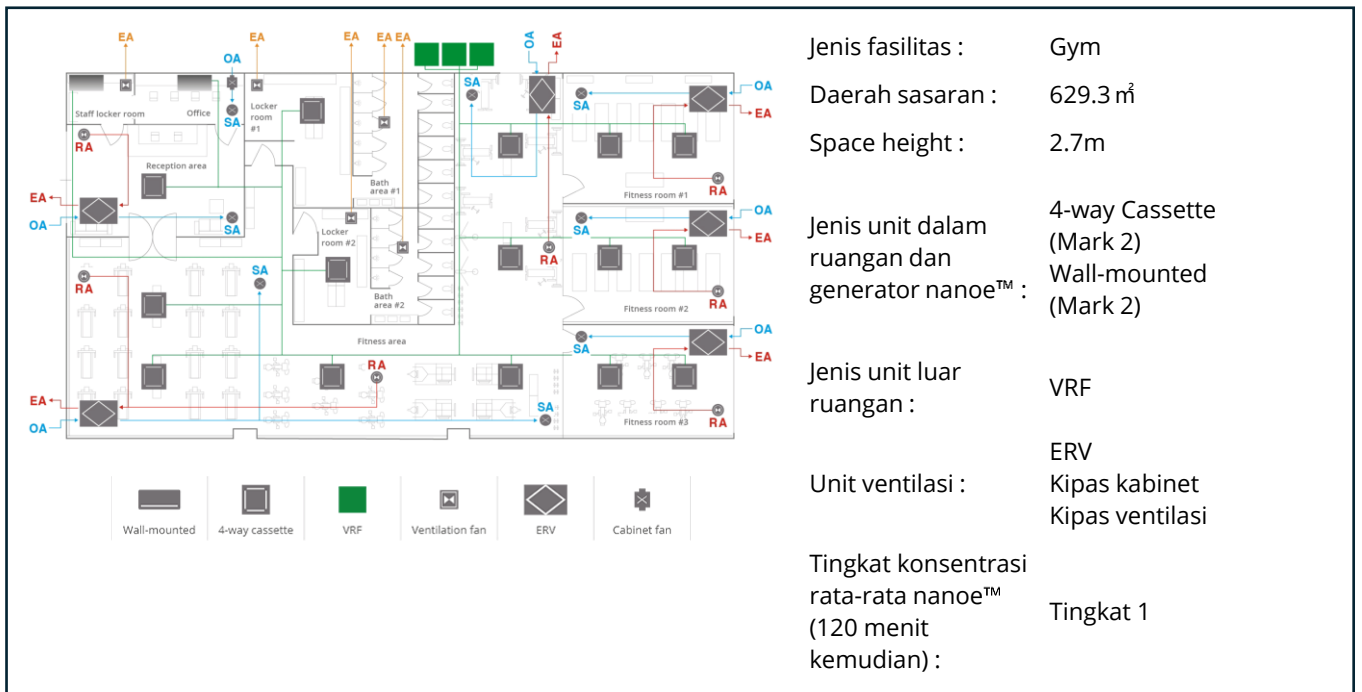 EA
EA
EA
EA
EA
OA
EA
OA
SA
SA
OA
EA
SA
Staff locker room
Office
SA
Locker
room
#1
RA
Reception area
Bath
area #1
RA
Fitness room #1
EA
OA
SA
Locker
room #2
SA
OA
EA
RA
SA
RA
Bath
area #2
RA
Fitness room #2
Fitness area
SA
OA
EA
RA
EA
OA
SA
RA
Fitness room #3
Wall-mounted
4-way cassette
VRF
Ventilation fan
ERV
Cabinet fan
Jenis fasilitas : Gym
Daerah sasaran : 629.3㎡
Space height : 2.7m
Jenis unit dalam
ruangan dan
generator nanoe™ :
4-way Cassette
(Mark 2)
Wall-mounted
(Mark 2)
Jenis unit luar
ruangan :
VRF
Unit ventilasi :
ERV
Kipas kabinet
Kipas ventilasi
Tingkat konsentrasi
rata-rata nanoe™
(120 menit
kemudian) :
Tingkat 1